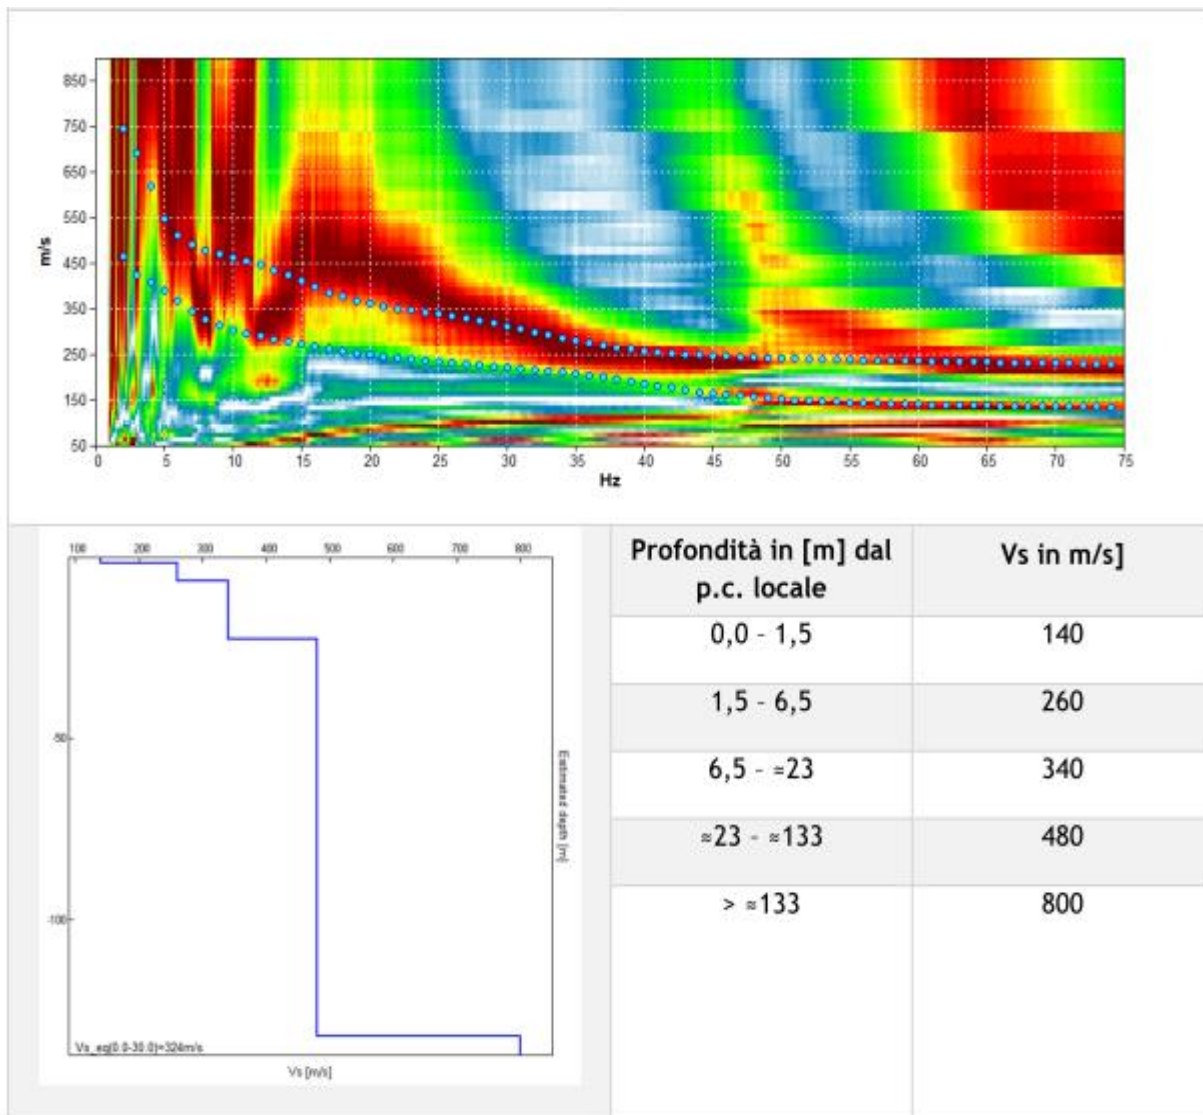 850
750
650
550
450
350
250
150
50
m/s
0 5 10 15 20 25 30 35 40 45 50 55 60 65 70 75
Hz
100 200 300 400 500 600 700 800
-50
-100
Estimated depth [m]
Vs_eq(0.0-30.0)=324m/s
Vs [m/s]
Profondità in [m] dal p.c. locale Vs in m/s]
0,0 - 1,5 140
1,5 - 6,5 260
6,5 - ≈23 340
≈23 - ≈133 480
> ≈133 800